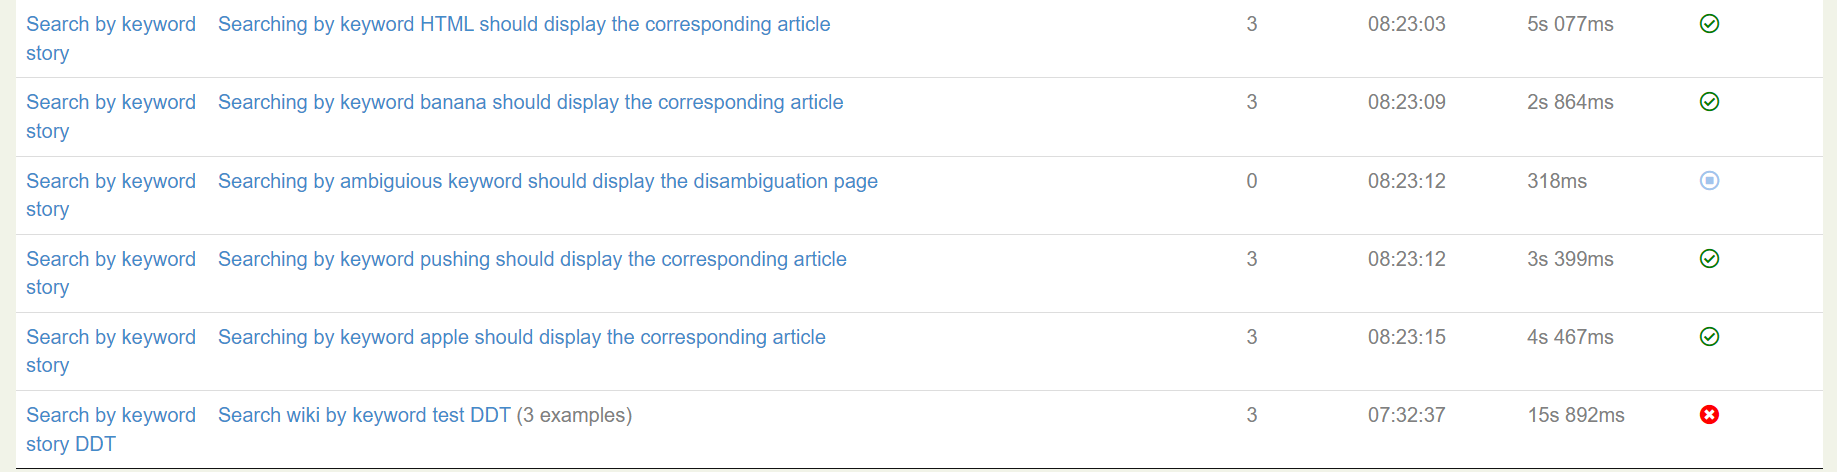 Search by keyword Searching by keyword HTML should display the corresponding article 3 08:23:03 5s 077ms
story
Search by keyword Searching by keyword banana should display the corresponding article 3 08:23:09 2s 864ms
story
Search by keyword Searching by ambiguious keyword should display the disambiguation page 0 08:23:12 318ms
story
Search by keyword Searching by keyword pushing should display the corresponding article 3 08:23:12 3s 399ms
story
Search by keyword Searching by keyword apple should display the corresponding article 3 08:23:15 4s 467ms
story
Search by keyword Search wiki by keyword test DDT (3 examples) 3 07:32:37 15s 892ms
story DDT